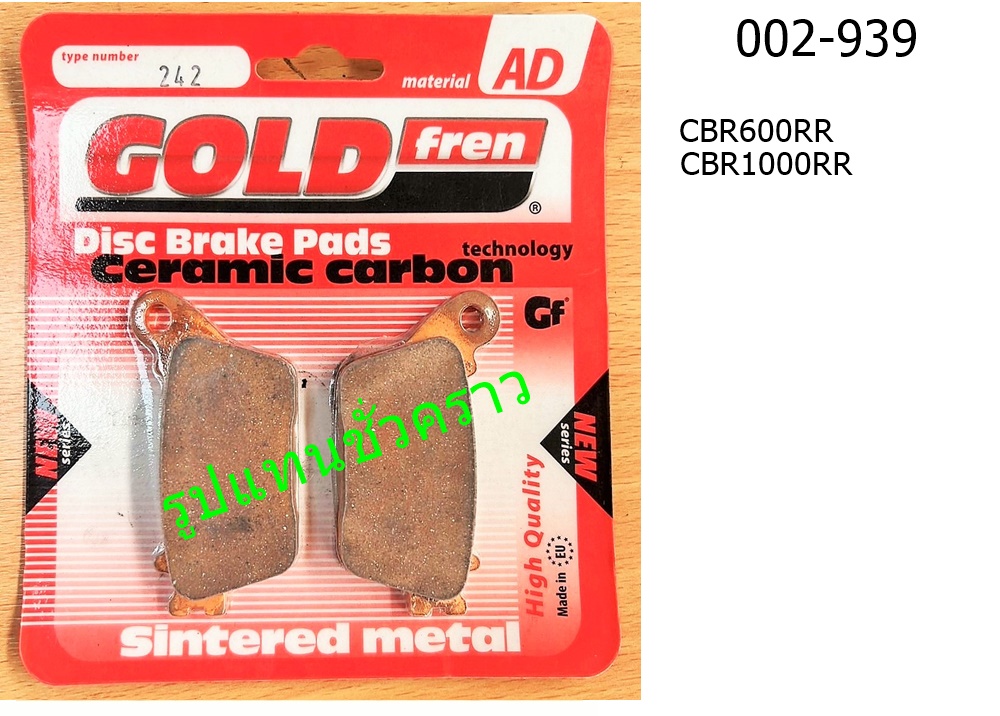 type number
242
material AD
GOLD fren
®
Disc Brake Pads
technology
Ceramic carbon
Gf
NEW
series
NEW
series
High Quality
Made in EU
Sintered metal
รูปแทนชั่วคราว
002-939
CBR600RR
CBR1000RR